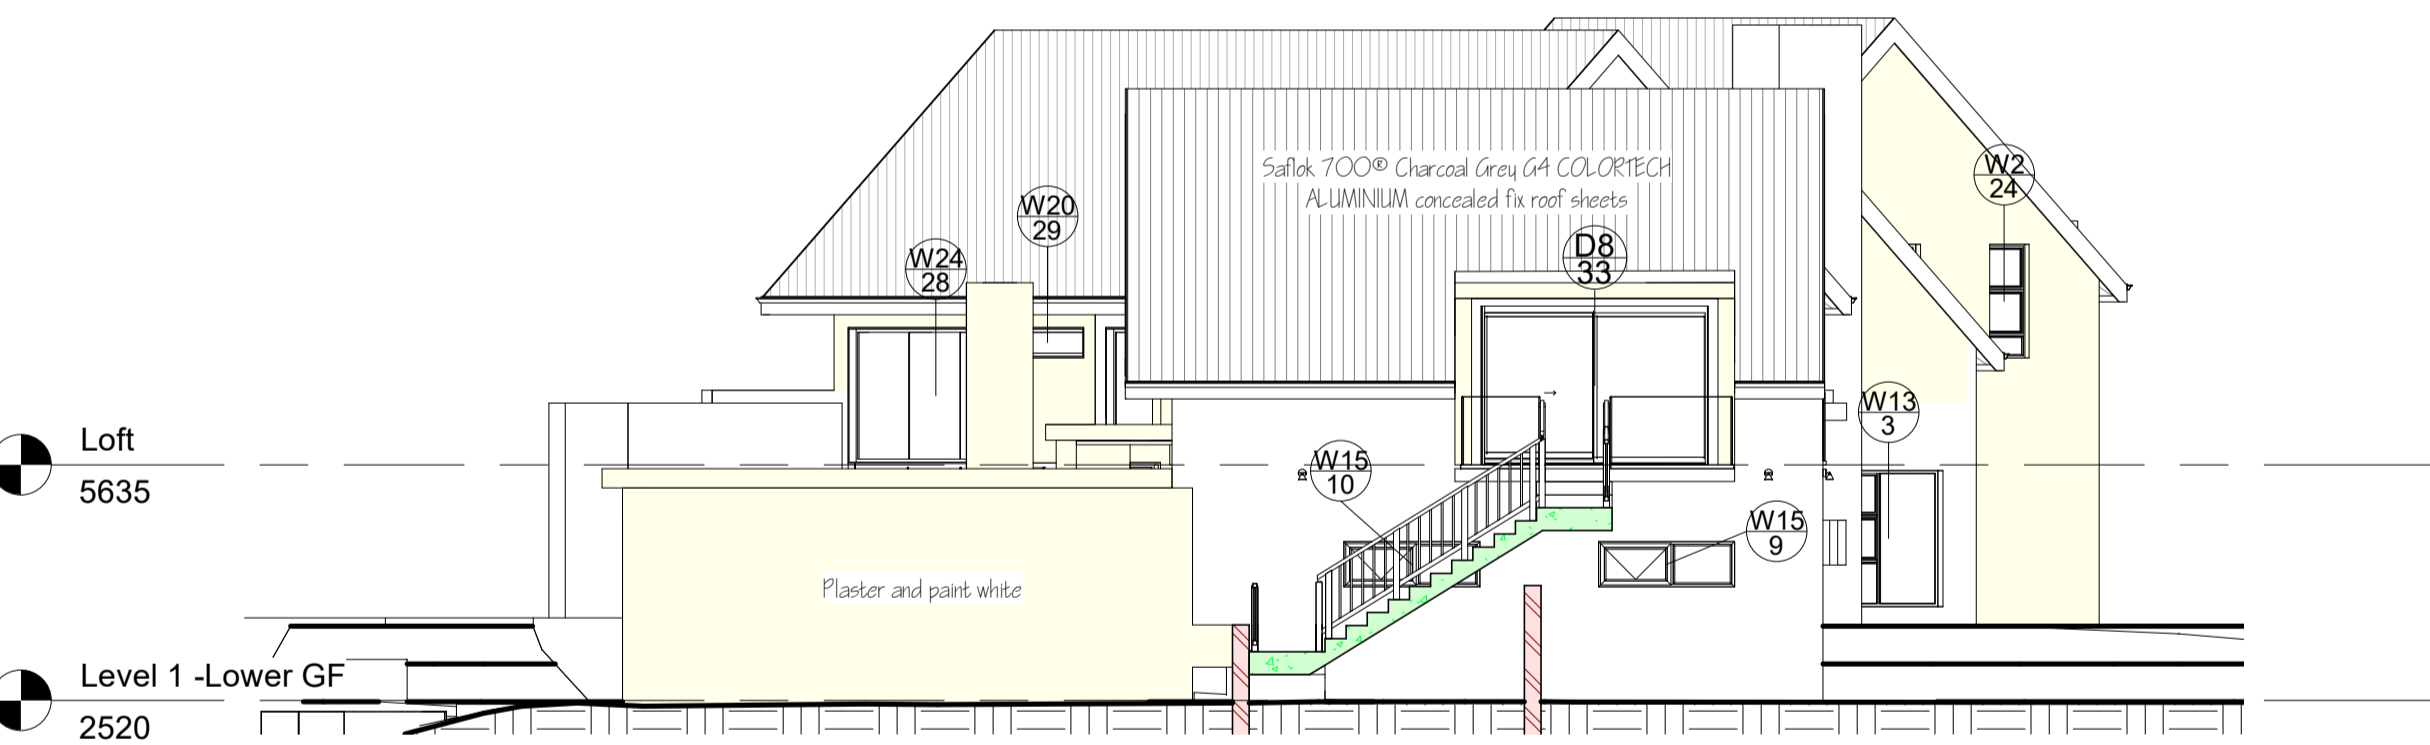 Saflok 700® Charcoal Grey G4 COLORTECH
ALUMINIUM concealed fix roof sheets
W2
24
W20
29
D8
33
W24
28
W13
3
Loft
5635
W15
10
W15
9
Plaster and paint white
Level 1 -Lower GF
2520